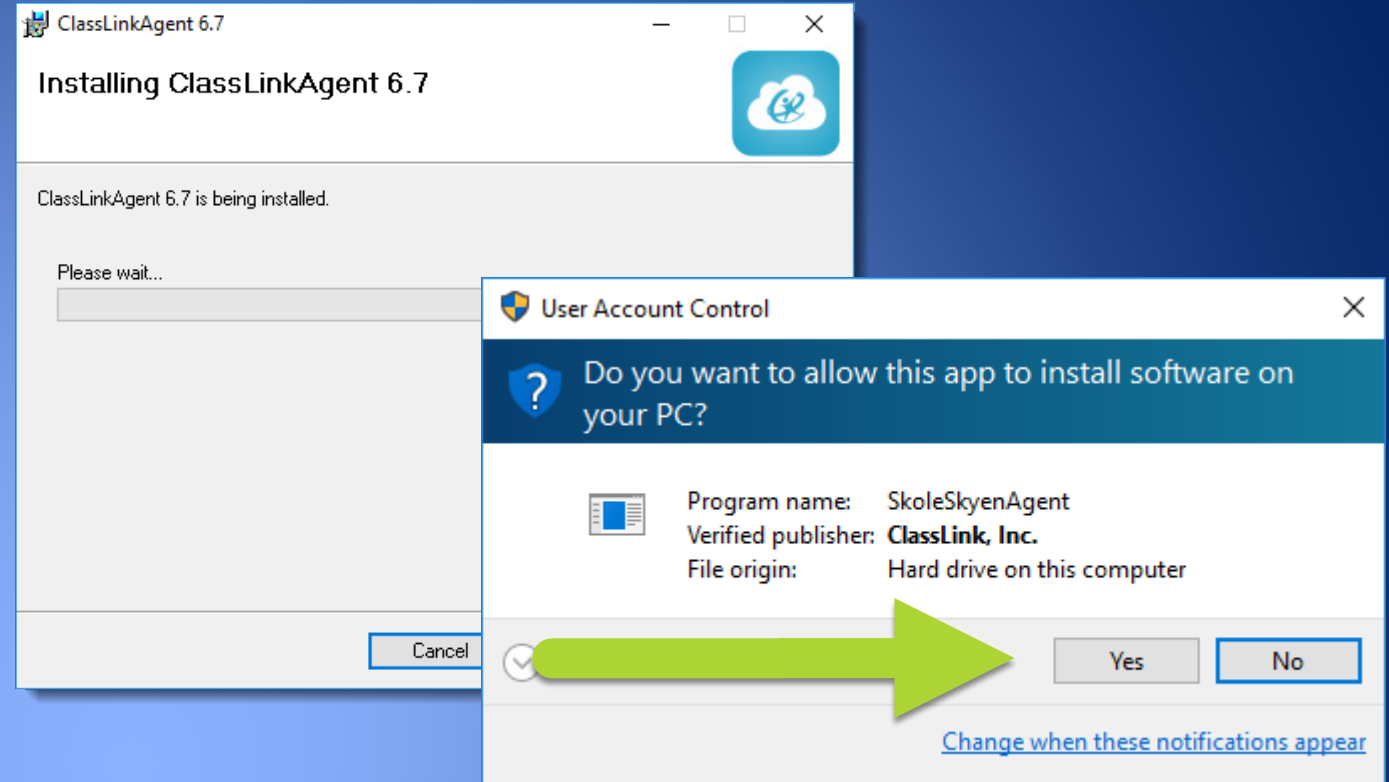 ClassLinkAgent 6.7
Installing ClassLinkAgent 6.7
ClassLinkAgent 6.7 is being installed.
Please wait...
Cancel
User Account Control
Do you want to allow this app to install software on
your PC?
Program name: SkoleSkyenAgent
Verified publisher: ClassLink, Inc.
File origin: Hard drive on this computer
Yes No
Change when these notifications appear